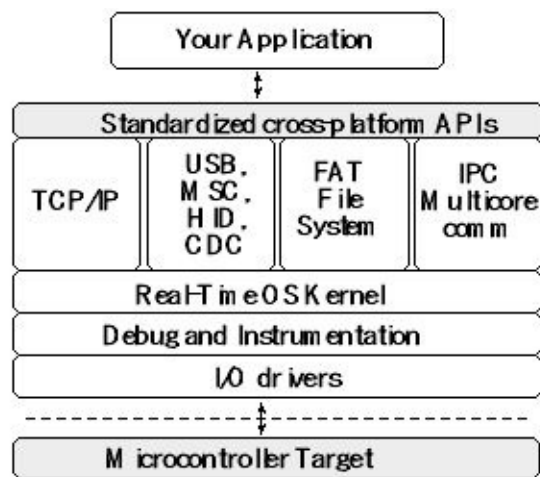 Your Application
Standardized cross-platform APIs
TCP/IP
USB,
MSC,
HID,
CDC
FAT
File
System
IPC
Multicore
comm
Real-Time OS Kernel
Debug and Instrumentation
I/O drivers
Microcontroller Target